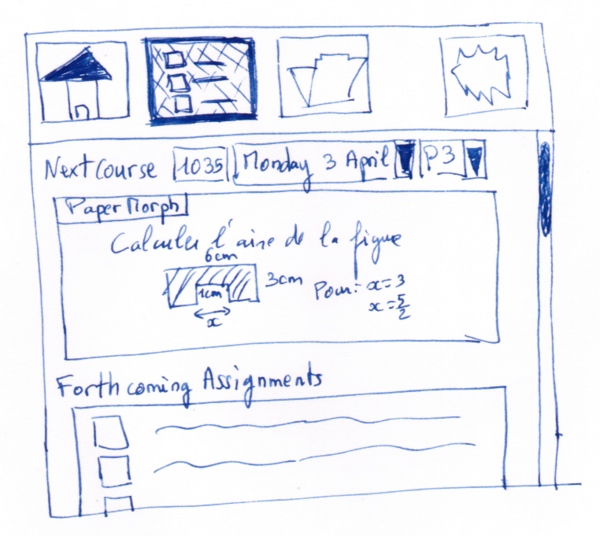 Next Course 1035 Monday 3 April P3
PaperMorph
Calculer l'aire de la figure
6cm
3cm
1cm
x
Pour: x=3
x=5/2
Forthcoming Assignments